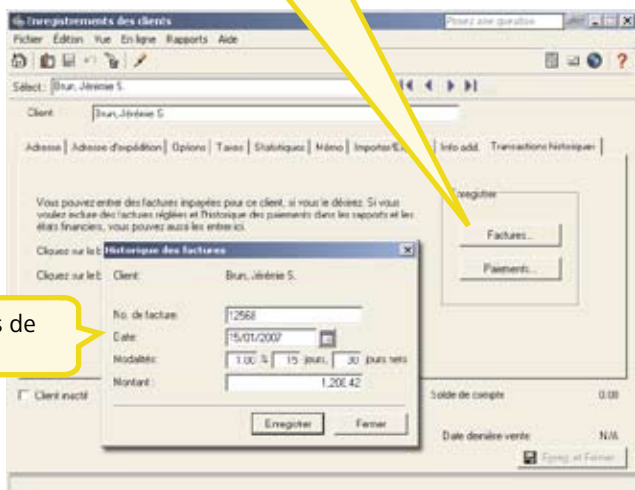 Enregistrements des clients
Posez une question
Fichier Édition Vue En ligne Rapports Aide
Sélect.: Brun, Jérémie S.
Client Brun, Jérémie S.
Adresse Adresse d'expédition Options Taxes Statistiques Mémo Importer/ Info add. Transactions historiques
Vous pouvez entrer des factures impayées pour ce client, si vous le désirez. Si vous
voulez inclure des factures réglées et l'historique des paiements dans les rapports et les
états financiers, vous pouvez aussi les entrer ici.
Enregistrer
Factures...
Paiements...
Cliquez sur le
Cliquez sur le
Historique des factures
Client: Brun, Jérémie S.
No. de facture: 12568
Date: 15/01/2007
Modalités: 1.00 % 15 jours, 30 jours nets
Montant: 1,200.42
Enregistrer Fermer
s de
Client inactif
Solde de compte 0.00
Date dernière vente N/A
Enreg. et Fermer